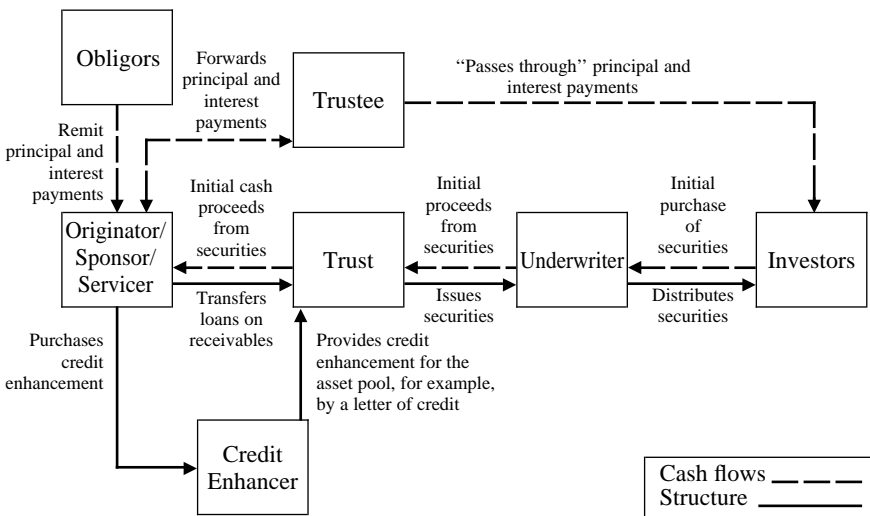 Obligors
Forwards
principal and
interest
payments
Trustee
“Passes through” principal and
interest payments
Remit
principal and
interest
payments
Initial cash
proceeds
from
securities
Initial
proceeds
from
securities
Initial
purchase
of
securities
Originator/
Sponsor/
Servicer
Trust
Underwriter
Investors
Transfers
loans on
receivables
Issues
securities
Distributes
securities
Purchases
credit
enhancement
Provides credit
enhancement for the
asset pool, for example,
by a letter of credit
Credit
Enhancer
Cash flows
Structure